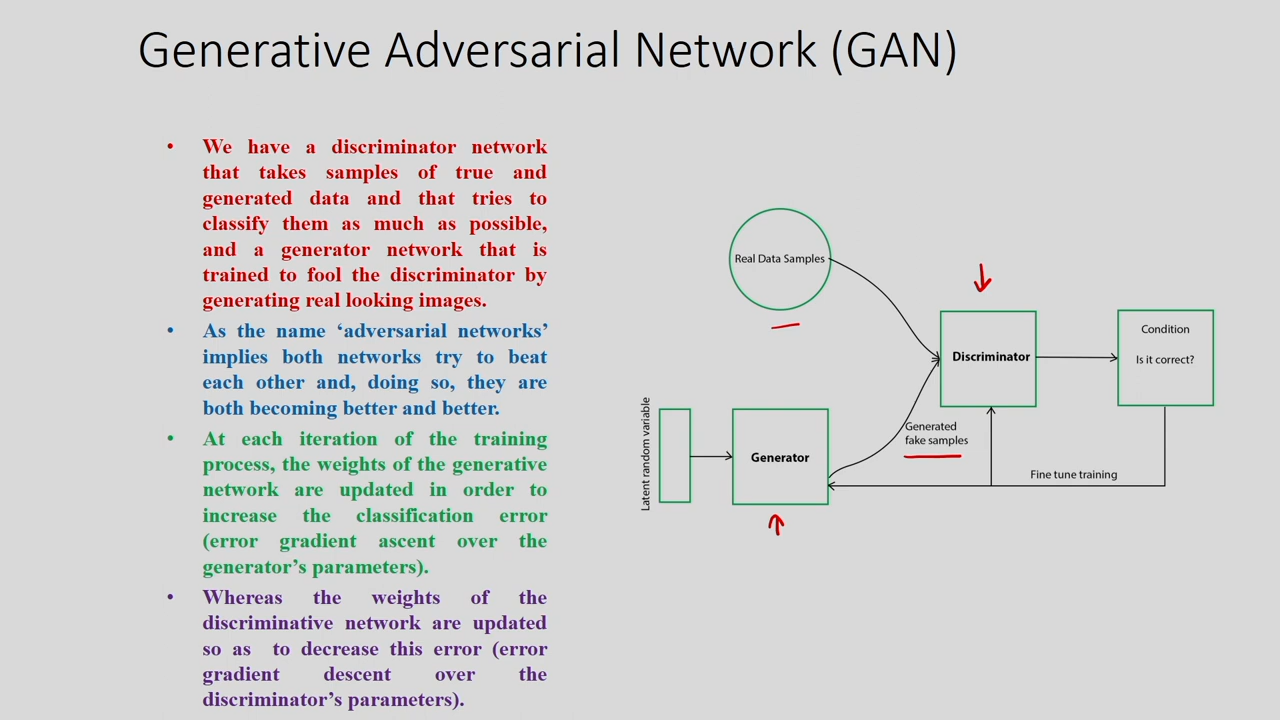 Generative Adversarial Network (GAN)
• We have a discriminator network
that takes samples of true and
generated data and that tries to
classify them as much as possible,
and a generator network that is
trained to fool the discriminator by
generating real looking images.
• As the name ‘adversarial networks’
implies both networks try to beat
each other and, doing so, they are
both becoming better and better.
• At each iteration of the training
process, the weights of the generative
network are updated in order to
increase the classification error
(error gradient ascent over the
generator’s parameters).
• Whereas the weights of the
discriminative network are updated
so as to decrease this error (error
gradient descent over the
discriminator’s parameters).
Real Data Samples
Discriminator
Condition
Is it correct?
Latent random variable
Generator
Generated
fake samples
Fine tune training